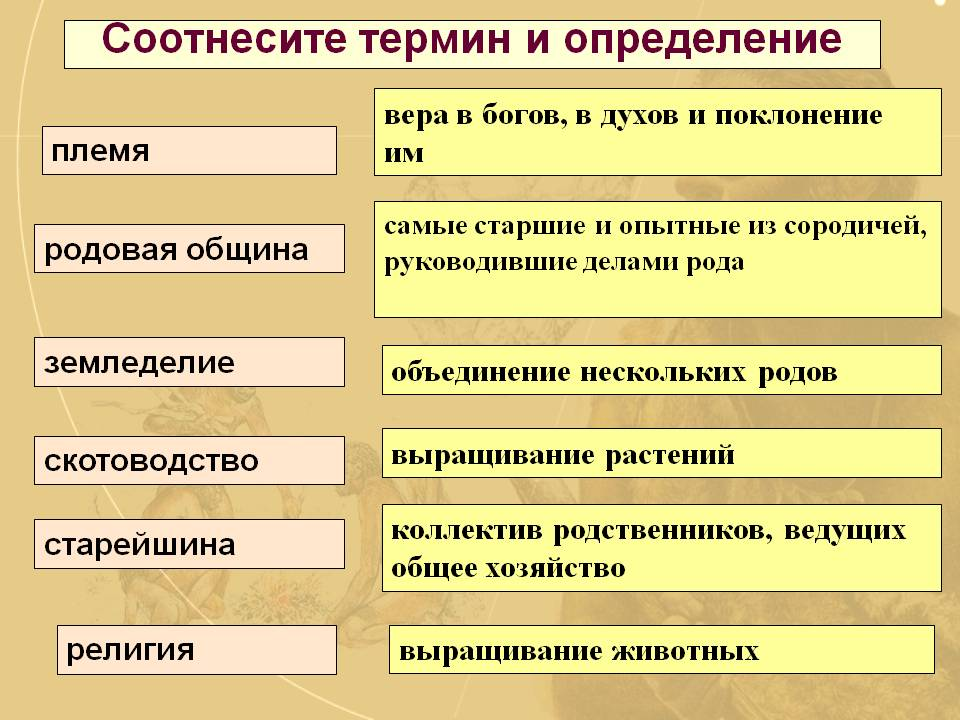 Соотнесите термин и определение
племя
вера в богов, в духов и поклонение
им
родовая община
самые старшие и опытные из сородичей,
руководившие делами рода
земледелие
объединение нескольких родов
скотоводство
выращивание растений
старейшина
коллектив родственников, ведущих
общее хозяйство
религия
выращивание животных